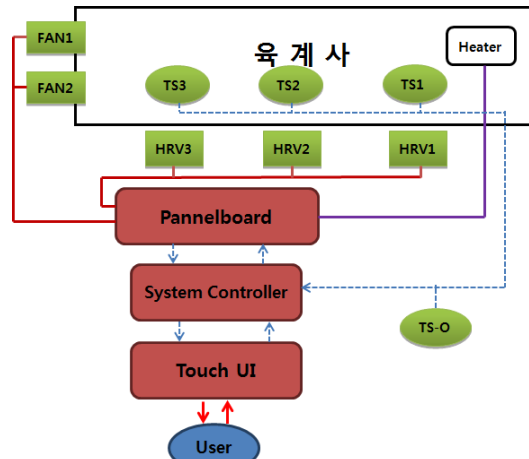 FAN1
육 계 사
Heater
FAN2
TS3
TS2
TS1
HRV3
HRV2
HRV1
Pannelboard
System Controller
TS-O
Touch UI
User